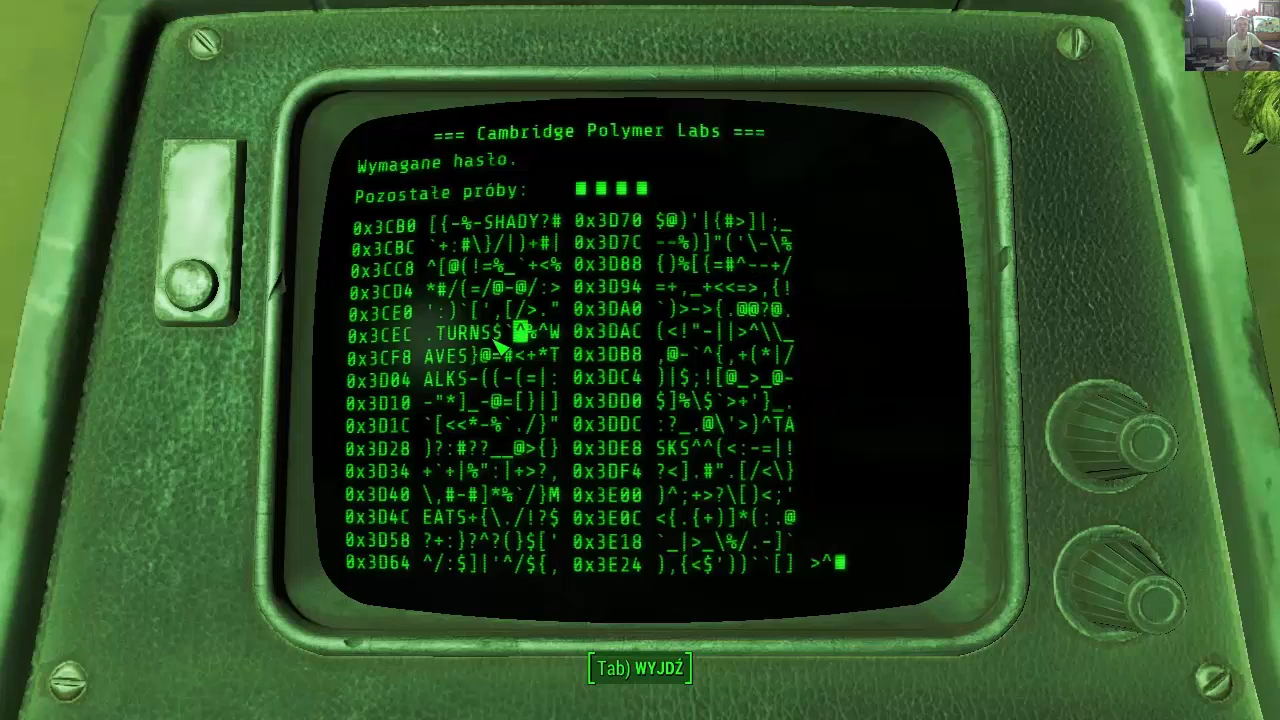 === Cambridge Polymer Labs ===
Wymagane hasło.
Pozostałe próby:
0x3CB0 [{-%-SHADY?# 0x3D70 $@)'|{#>]|;_
0x3CBC `+:#\}/|)+#| 0x3D7C --%)]"('\-\%
0x3CC8 ^[@(!=%_`+<% 0x3D88 {)%[{=#^--+/
0x3CD4 *#/(=/@-@/:> 0x3D94 =+,_+<<=>,{!
0x3CE0 ':)`[',[/>." 0x3DA0 `)>->{.@@?@.
0x3CEC .TURNS$`^%^W 0x3DAC (<!"-||>^\\_
0x3CF8 AVES}@=#<+*T 0x3DB8 ,@-`^{,+(*|/
0x3D04 ALKS-((-(=|: 0x3DC4 )|$;![@_>_@-
0x3D10 -"*]_-@=[}|] 0x3DD0 $]%\$`>+'}_.
0x3D1C `[<<*-%`./}" 0x3DDC :?_.@\'>)^TA
0x3D28 )?:#??__@>{} 0x3DE8 SKS^^(<:-=|!
0x3D34 +`+|%":|+>?, 0x3DF4 ?<].#".[/<\}
0x3D40 \,#-#]*%`/}M 0x3E00 )^;+>?\[)<;'
0x3D4C EATS+{\./!?$ 0x3E0C <{.{+)]*(:.@
0x3D58 ?+:}?^?(}$[' 0x3E18 `_|>_\%/.-]`
0x3D64 ^/:$]|'^/${, 0x3E24 ),{<$'))``[] >^
Tab) WYJDŹ